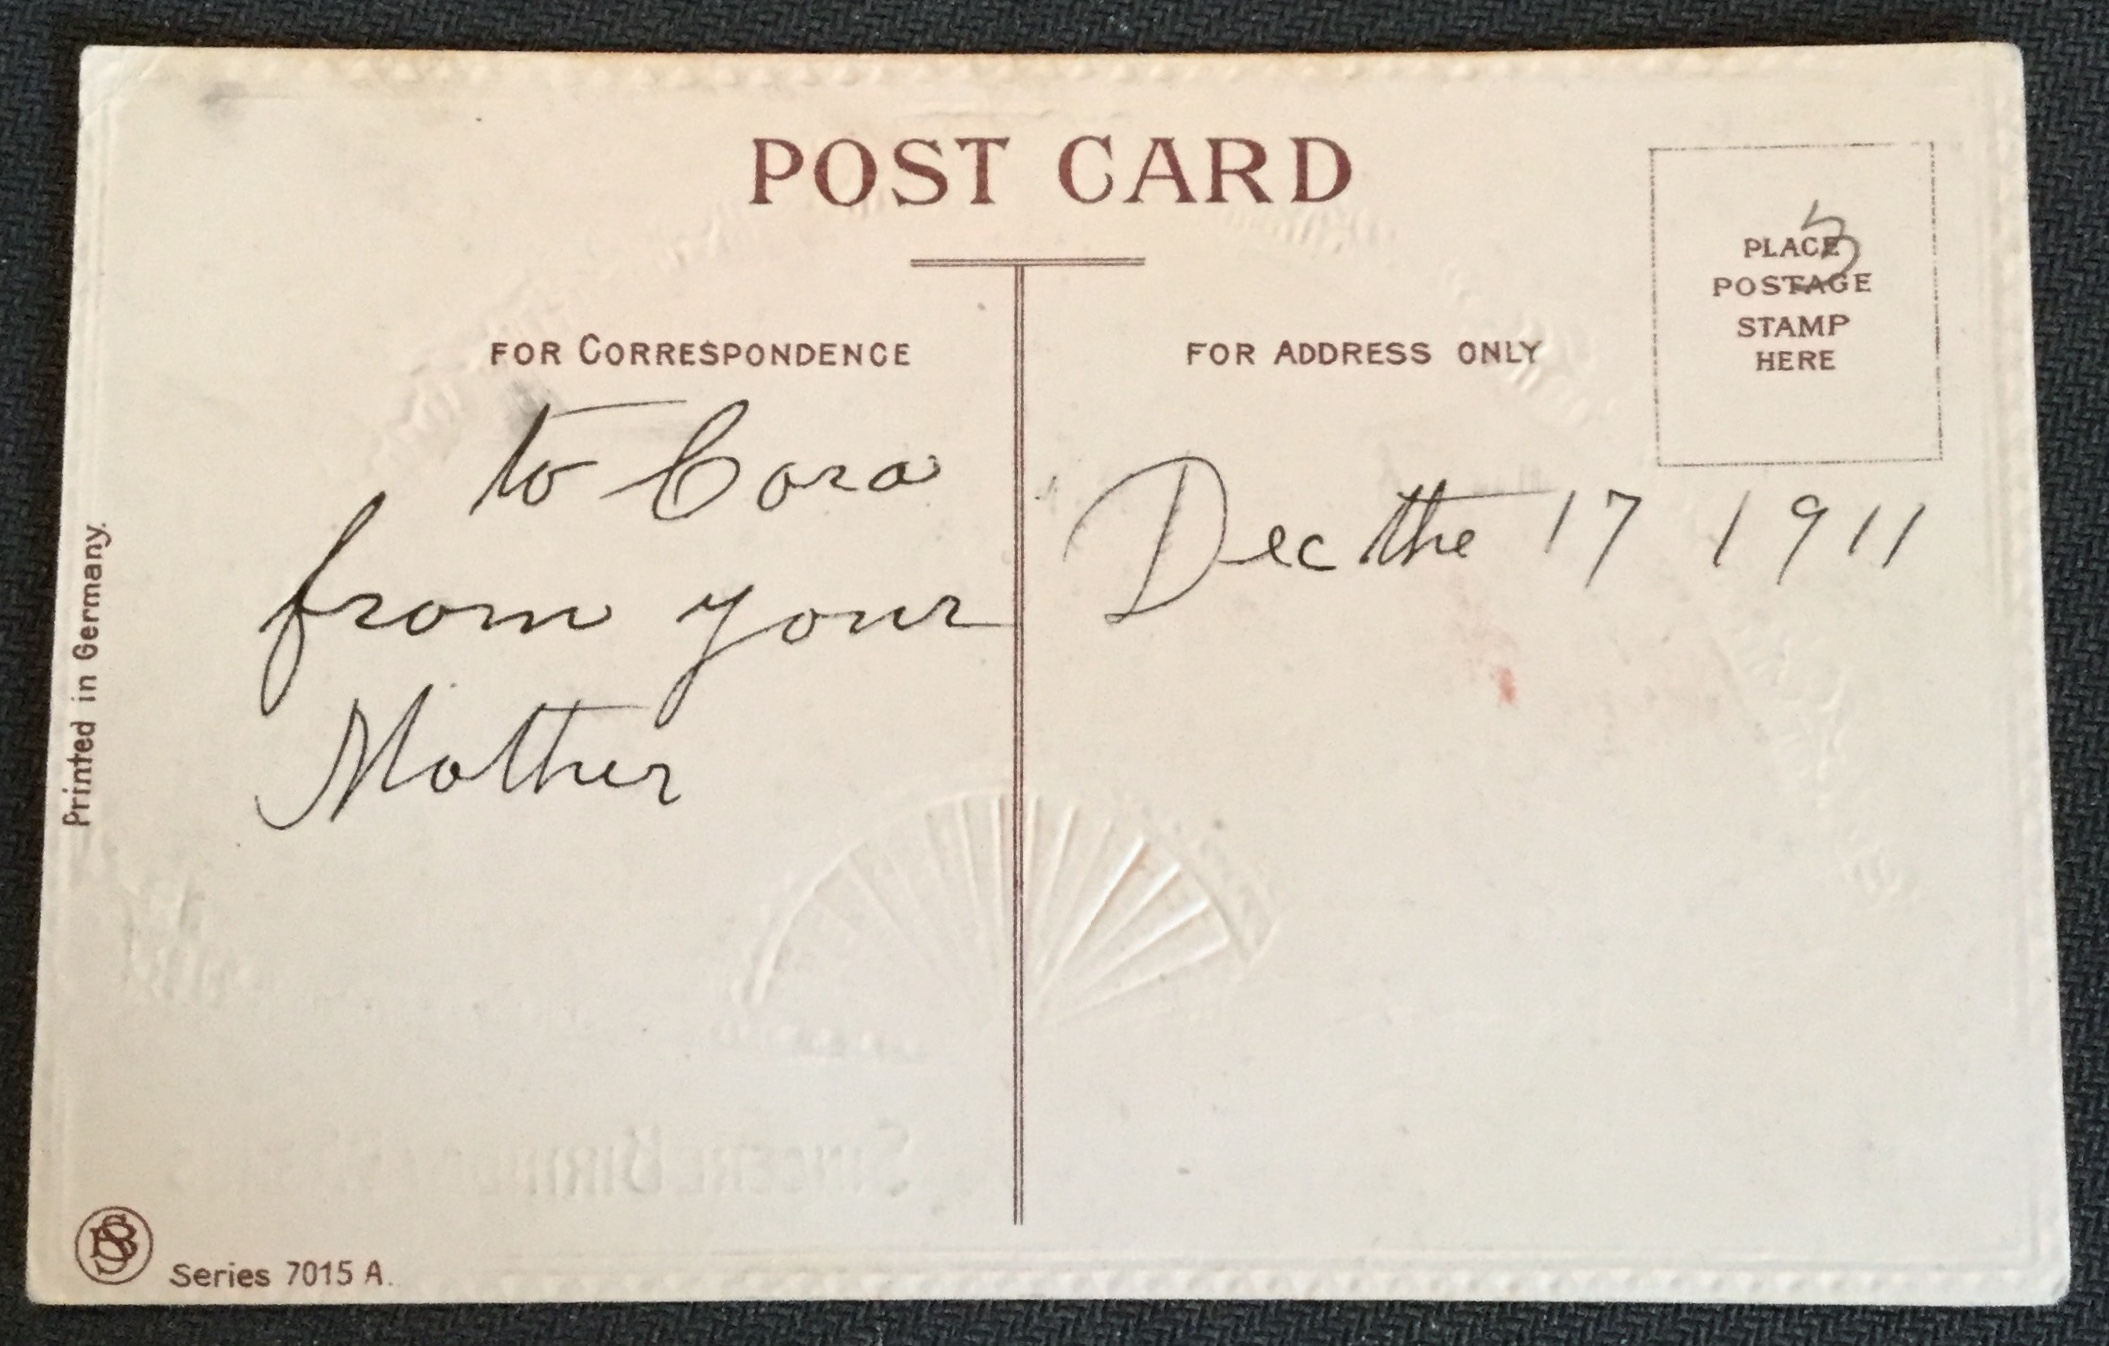 POST CARD
FOR CORRESPONDENCE
FOR ADDRESS ONLY
PLACE
POSTAGE
STAMP
HERE
5
to Cora
from your
Mother
Dec the 17 1911
Printed in Germany.
Series 7015 A.